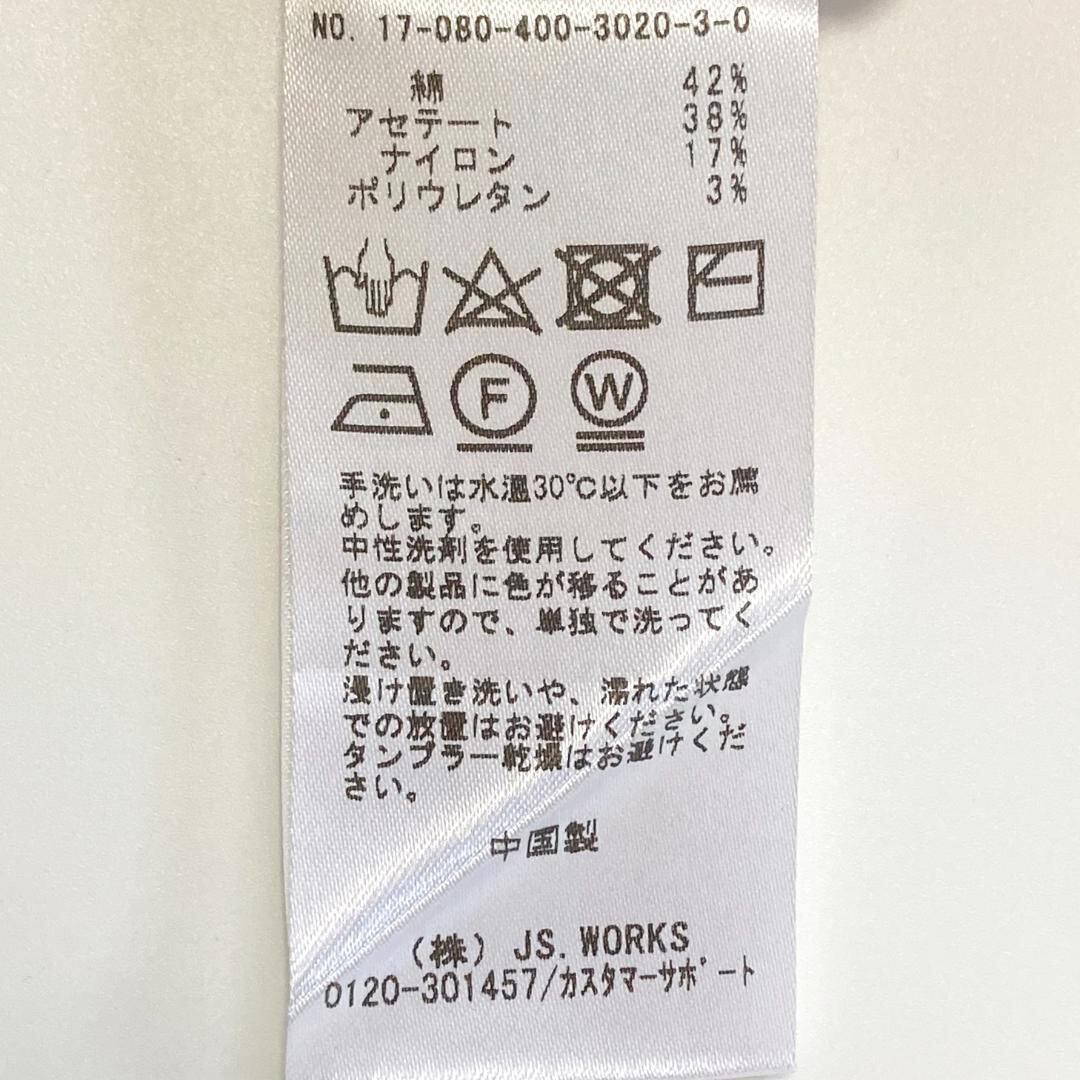 NO. 17-080-400-3020-3-0
綿 42%
アセテート 38%
ナイロン 17%
ポリウレタン 3%
F W
手洗いは水温30℃以下をお薦
めします。
中性洗剤を使用してください。
他の製品に色が移ることがあ
りますので、単独で洗ってく
ださい。
浸け置き洗いや、濡れた状態
での放置はお避けください。
タンブラー乾燥はお避けくだ
さい。
中国製
(株) JS.WORKS
0120-301457/カスタマーサポート